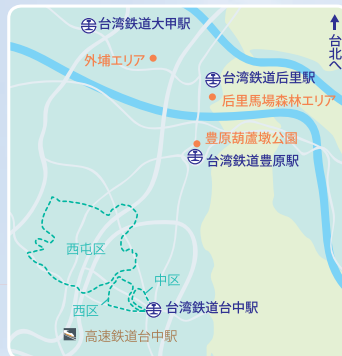 台湾鉄道大甲駅
台北へ
外埔エリア
台湾鉄道后里駅
后里馬場森林エリア
豊原葫蘆墩公園
台湾鉄道豊原駅
西屯区
中区
西区
台湾鉄道台中駅
高速鉄道台中駅